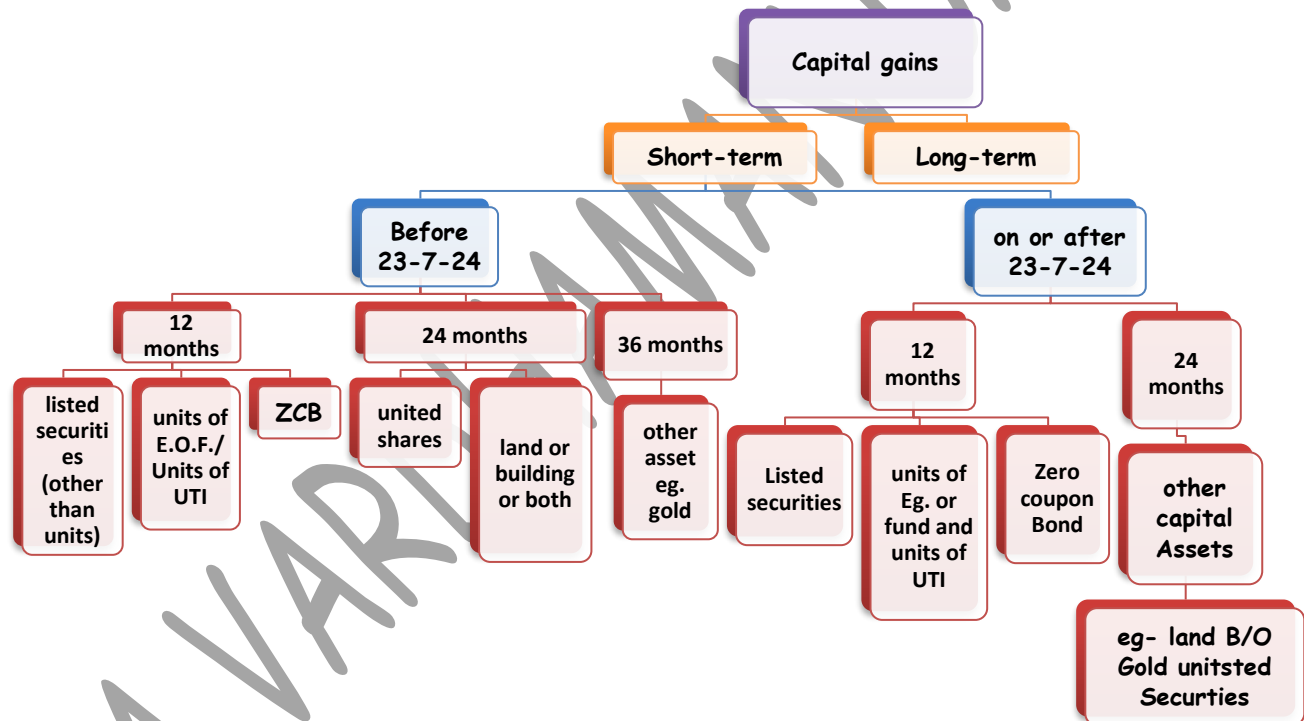 Capital gains
Short-term
Long-term
Before
23-7-24
on or after
23-7-24
12
months
24 months
36 months
12
months
24
months
listed
securiti
es
(other
than
units)
units of
E.O.F./
Units of
UTI
ZCB
united
shares
land or
building
or both
other
asset
eg.
gold
Listed
securities
units of
Eg. or
fund and
units of
UTI
Zero
coupon
Bond
other
capital
Assets
eg- land B/O
Gold unitsted
Securties